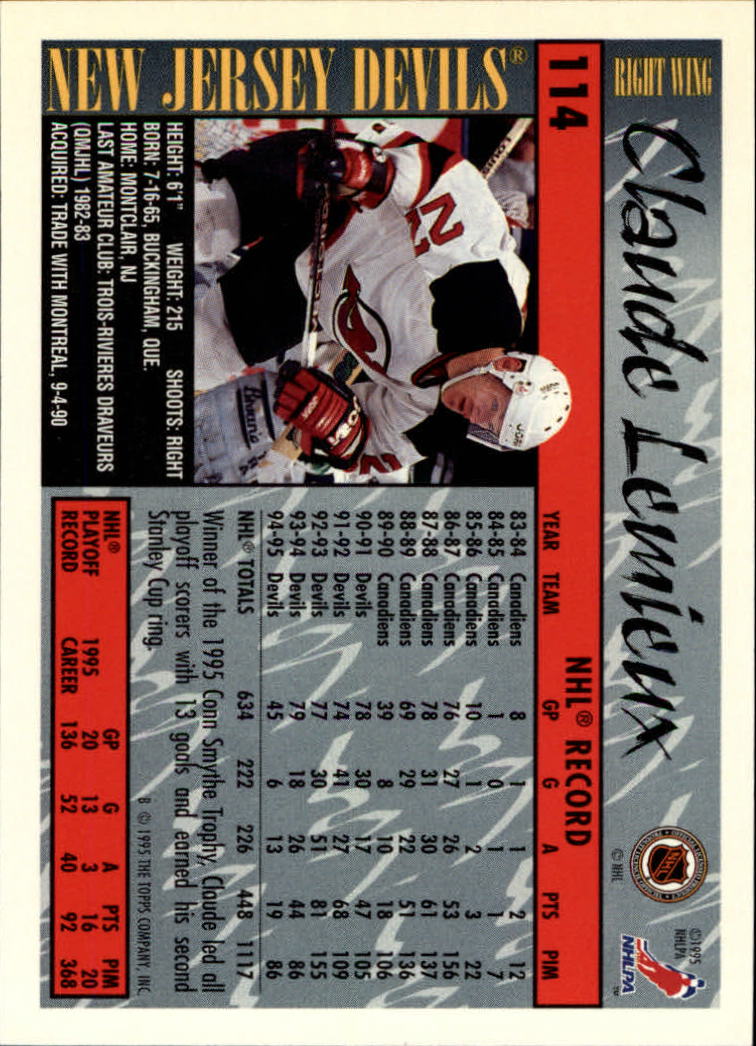 RIGHT WING
Claude Lemieux
© NHL
©1995
NHLPA
NHLPA
TM
114
NHL® RECORD
NEW JERSEY DEVILS®
HEIGHT: 6'1" WEIGHT: 215 SHOOTS: RIGHT
BORN: 7-16-65, BUCKINGHAM, QUE.
HOME: MONTCLAIR, NJ
LAST AMATEUR CLUB: TROIS-RIVIERES DRAVEURS
(QMJHL) 1982-83
ACQUIRED: TRADE WITH MONTREAL, 9-4-90
YEAR TEAM GP G A PTS PIM
83-84 Canadiens 8 1 1 2 12
84-85 Canadiens 1 0 1 1 7
85-86 Canadiens 10 1 2 3 22
86-87 Canadiens 76 27 26 53 156
87-88 Canadiens 78 31 30 61 137
88-89 Canadiens 69 29 22 51 136
89-90 Canadiens 39 8 10 18 106
90-91 Devils 78 30 17 47 105
91-92 Devils 74 41 27 68 109
92-93 Devils 77 30 51 81 155
93-94 Devils 79 18 26 44 86
94-95 Devils 45 6 13 19 86
NHL® TOTALS 634 222 226 448 1117
Winner of the 1995 Conn Smythe Trophy, Claude led all
playoff scorers with 13 goals and earned his second
Stanley Cup ring.
B © 1995 THE TOPPS COMPANY, INC.
NHL® GP G A PTS PIM
PLAYOFF 1995 20 13 3 16 20
RECORD CAREER 136 52 40 92 368